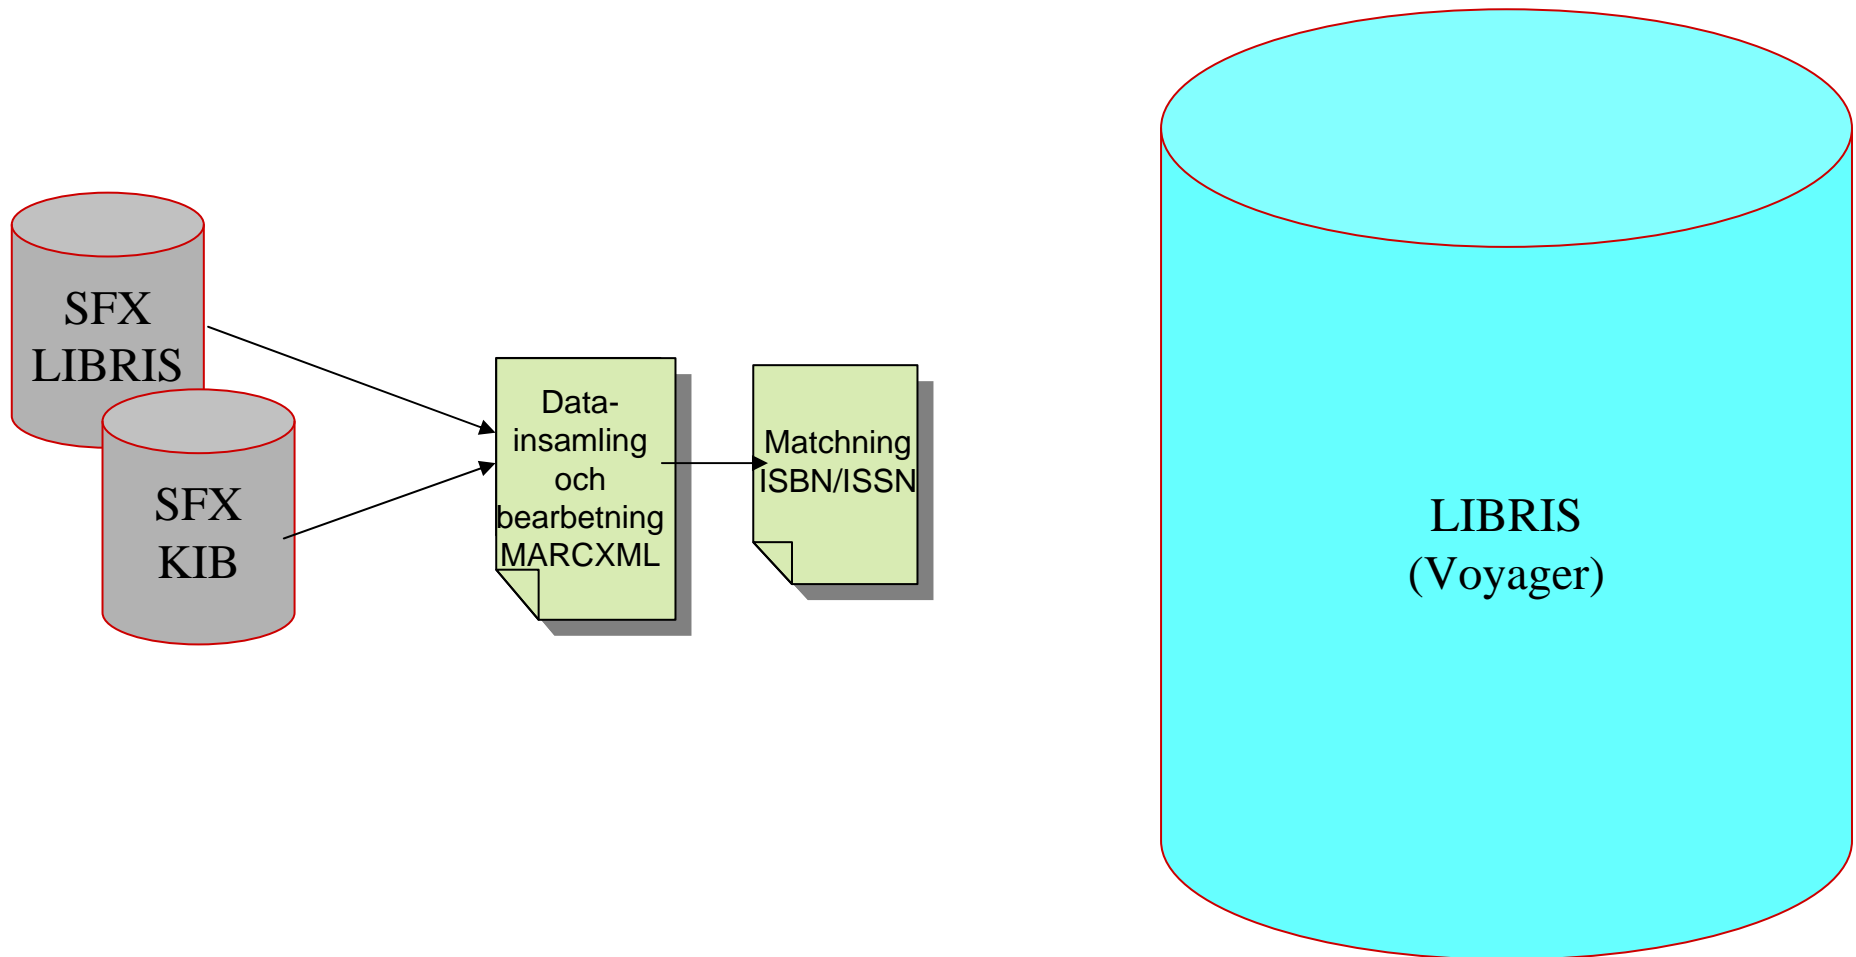 SFX
LIBRIS
SFX
KIB
Data-
insamling
och
bearbetning
MARCXML
Matchning
ISBN/ISSN
LIBRIS
(Voyager)